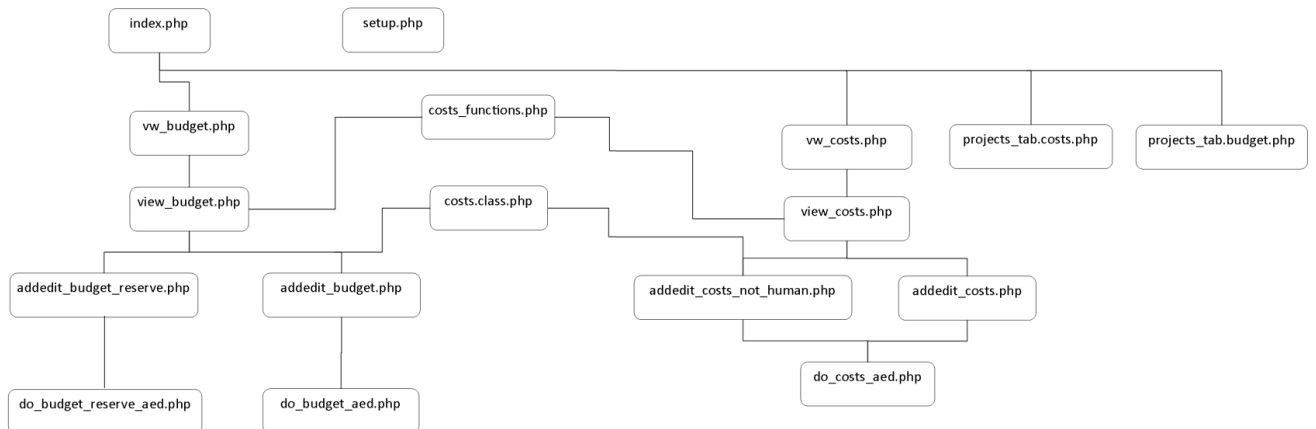 index.php
setup.php
costs_functions.php
vw_budget.php
vw_costs.php
projects_tab.costs.php
projects_tab.budget.php
view_budget.php
costs.class.php
view_costs.php
addedit_budget_reserve.php
addedit_budget.php
addedit_costs_not_human.php
addedit_costs.php
do_costs_aed.php
do_budget_reserve_aed.php
do_budget_aed.php